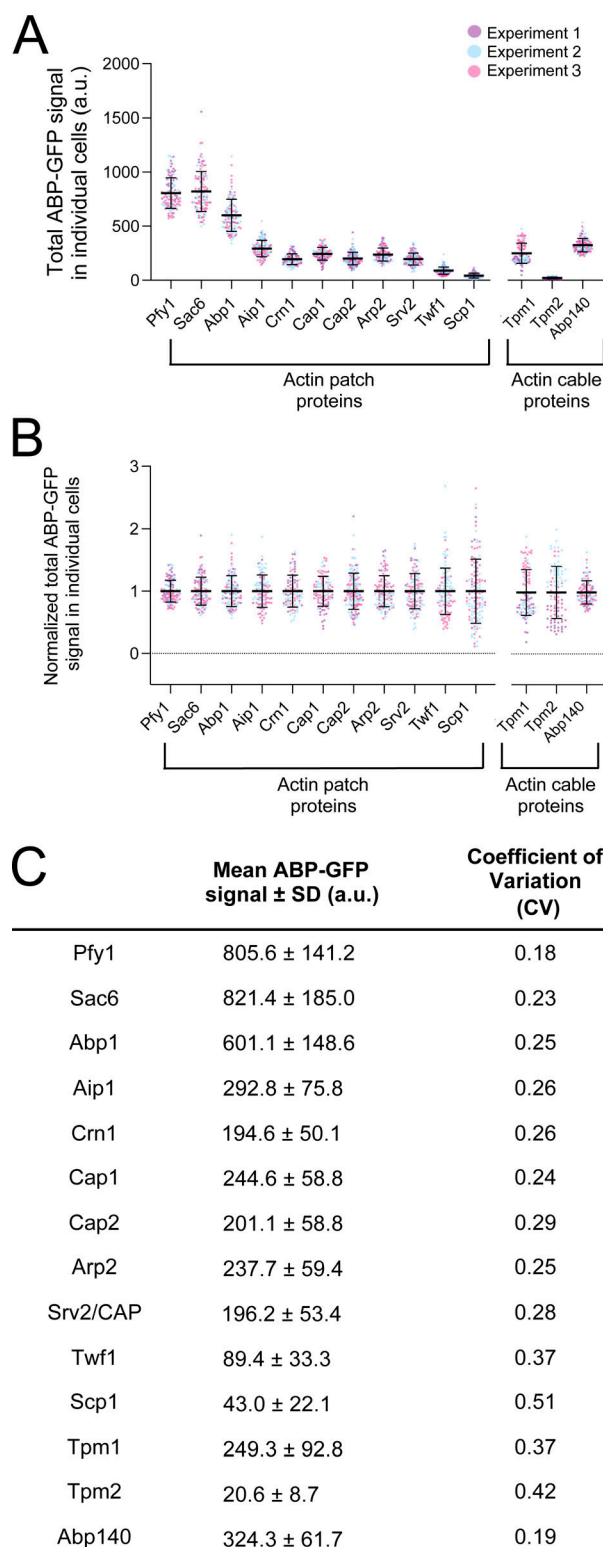 A
Experiment 1
Experiment 2
Experiment 3
Total ABP-GFP signal
in individual cells (a.u.)
2000
1500
1000
500
0
Pfy1 Sac6 Abp1 Aip1 Crn1 Cap1 Cap2 Arp2 Srv2 Twf1 Scp1 Tpm1 Tpm2 Abp140
Actin patch
proteins
Actin cable
proteins
B
Normalized total ABP-GFP
signal in individual cells
3
2
1
0
Pfy1 Sac6 Abp1 Aip1 Crn1 Cap1 Cap2 Arp2 Srv2 Twf1 Scp1 Tpm1 Tpm2 Abp140
Actin patch
proteins
Actin cable
proteins
C
Mean ABP-GFP
signal ± SD (a.u.)
Coefficient of
Variation
(CV)
Pfy1 805.6 ± 141.2 0.18
Sac6 821.4 ± 185.0 0.23
Abp1 601.1 ± 148.6 0.25
Aip1 292.8 ± 75.8 0.26
Crn1 194.6 ± 50.1 0.26
Cap1 244.6 ± 58.8 0.24
Cap2 201.1 ± 58.8 0.29
Arp2 237.7 ± 59.4 0.25
Srv2/CAP 196.2 ± 53.4 0.28
Twf1 89.4 ± 33.3 0.37
Scp1 43.0 ± 22.1 0.51
Tpm1 249.3 ± 92.8 0.37
Tpm2 20.6 ± 8.7 0.42
Abp140 324.3 ± 61.7 0.19